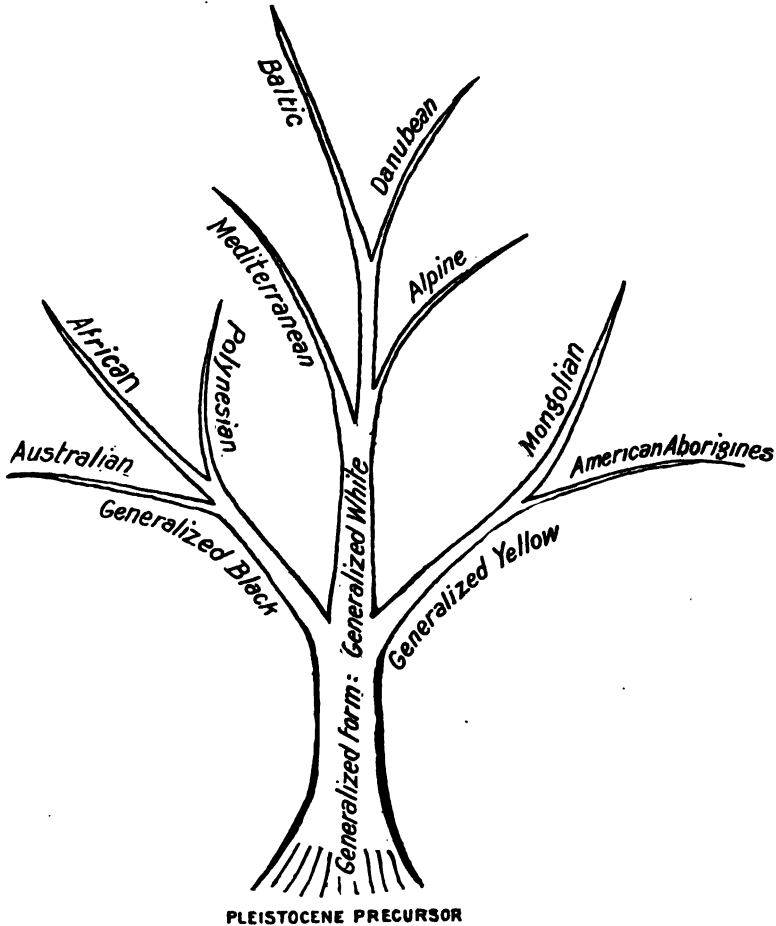 Baltic
Danubean
Mediterranean
Alpine
African
Polynesian
Mongolian
Australian
American Aborigines
Generalized Black
Generalized White
Generalized Yellow
Generalized form:
PLEISTOCENE PRECURSOR